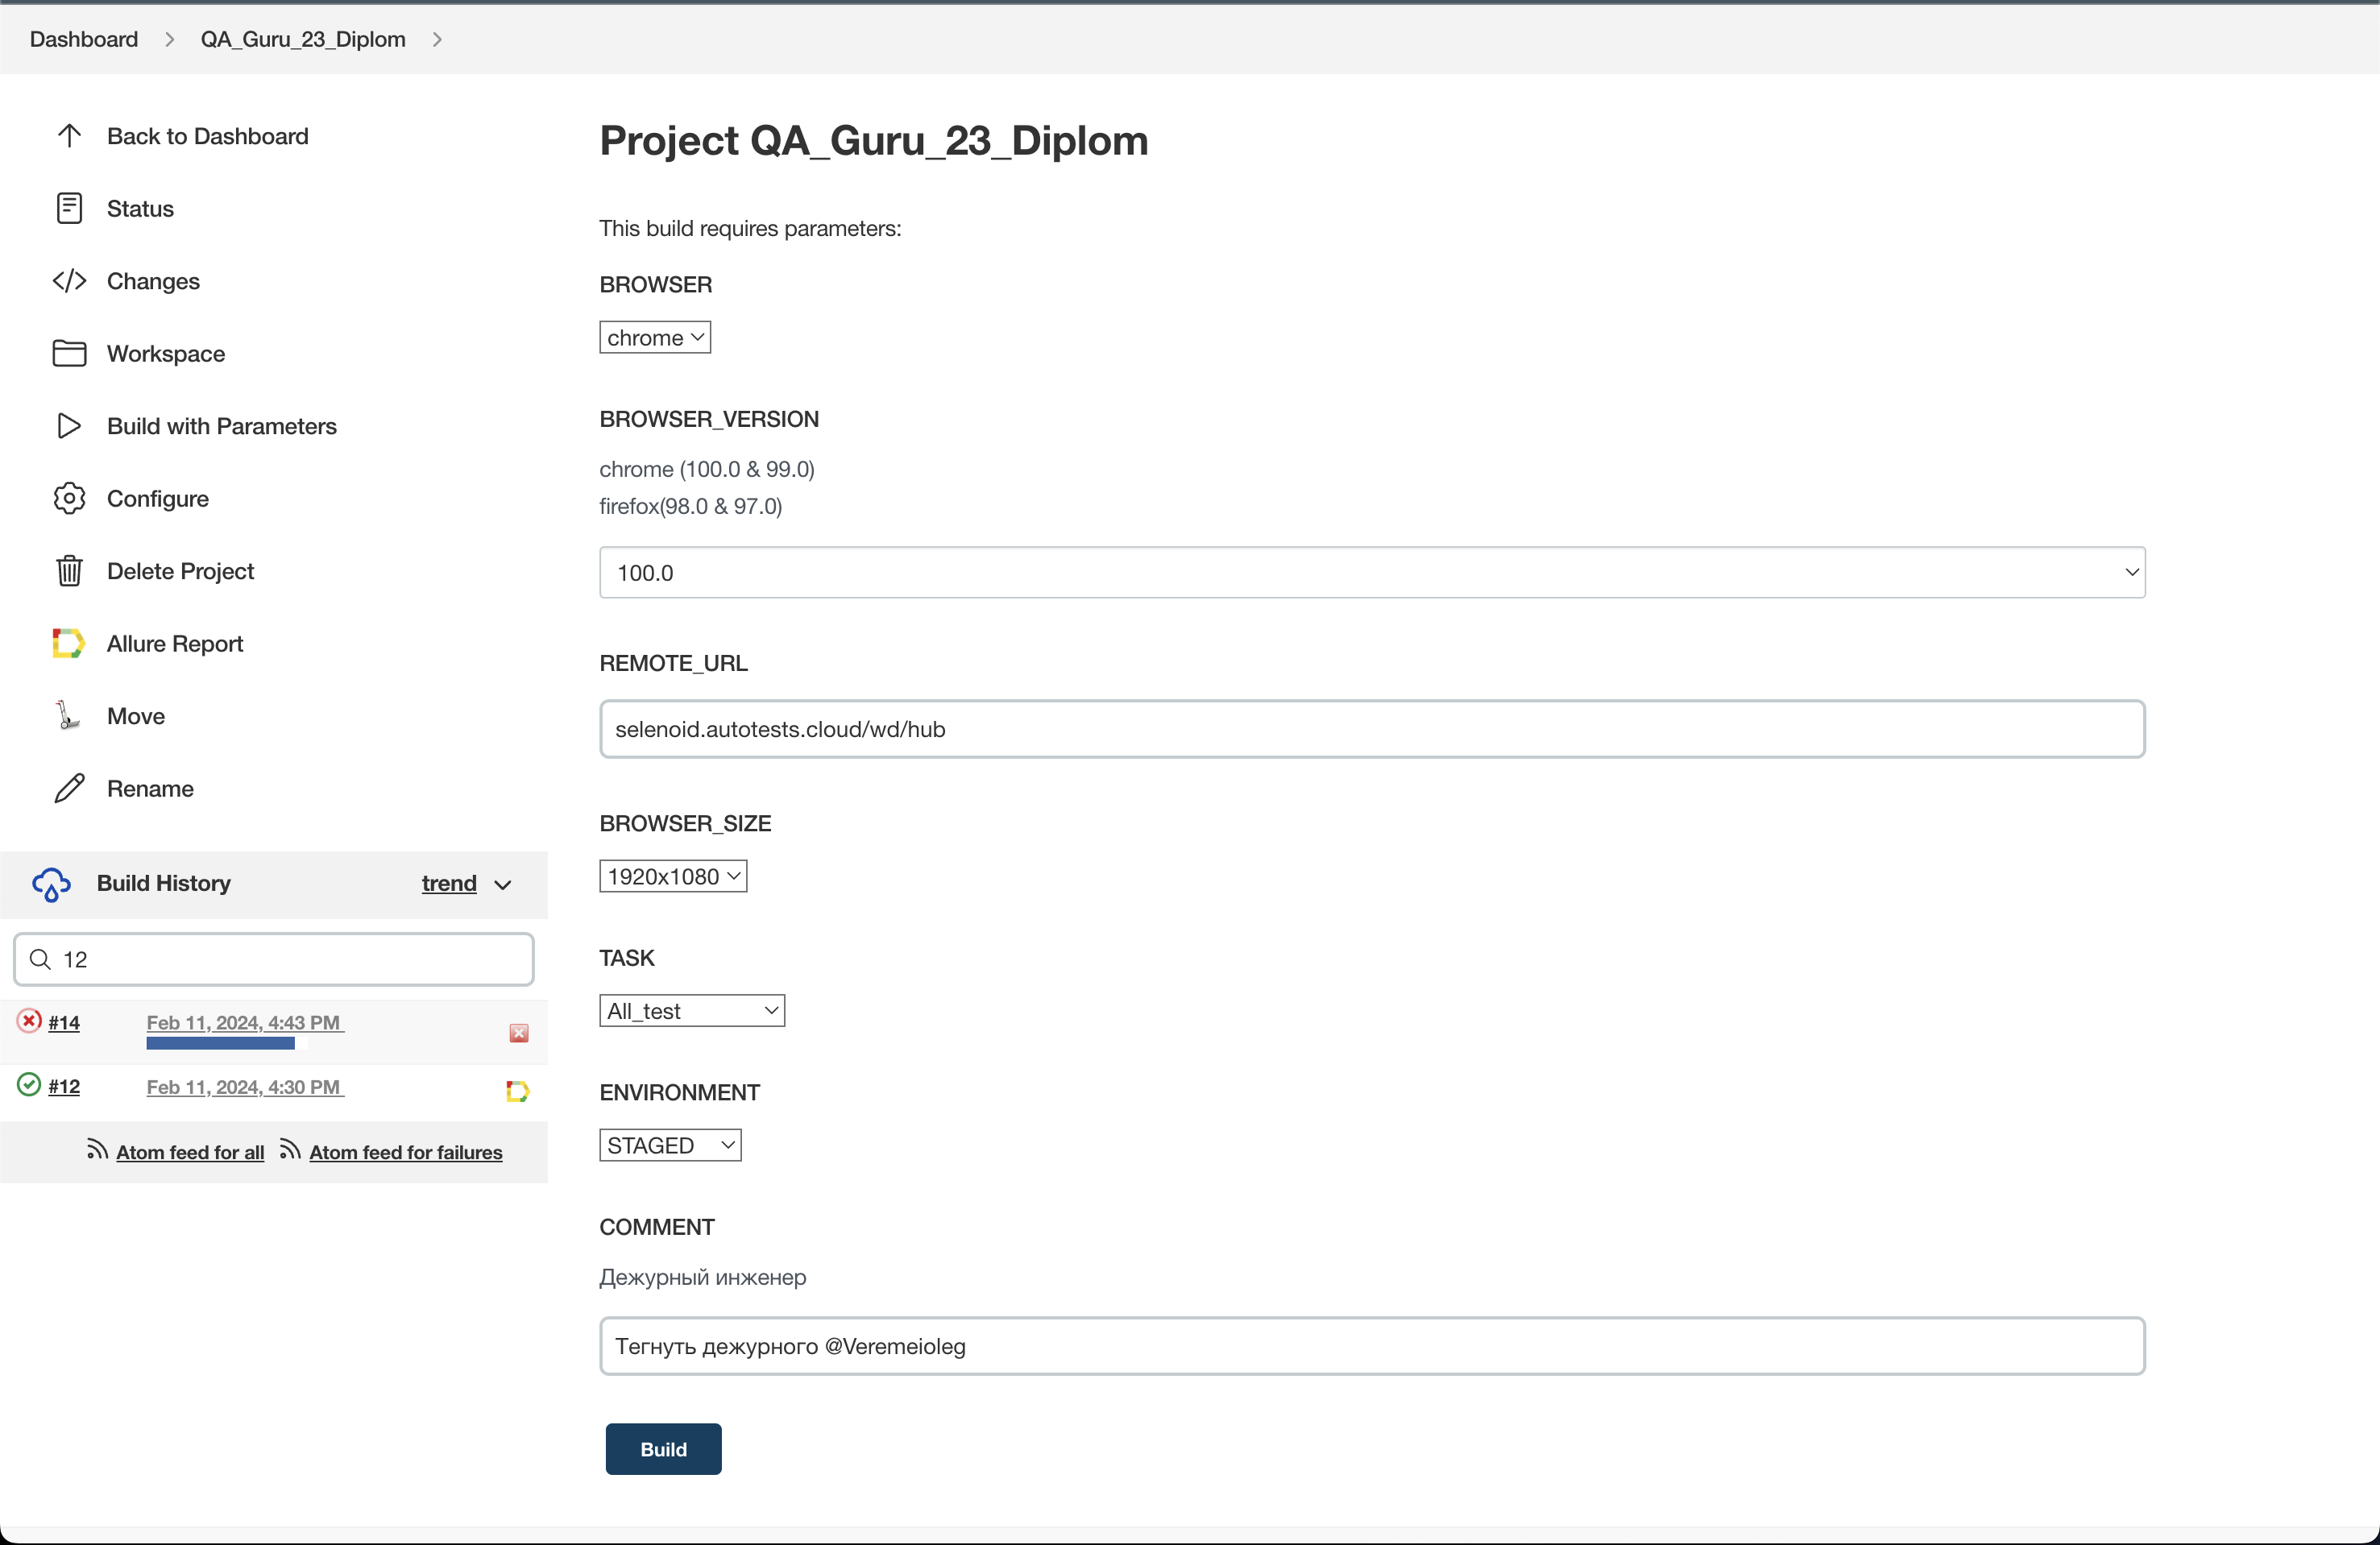 Dashboard > QA_Guru_23_Diplom >
Back to Dashboard
Status
Changes
Workspace
Build with Parameters
Configure
Delete Project
Allure Report
Move
Rename
Build History trend
12
#14 Feb 11, 2024, 4:43 PM
#12 Feb 11, 2024, 4:30 PM
Atom feed for all Atom feed for failures
Project QA_Guru_23_Diplom
This build requires parameters:
BROWSER
chrome
BROWSER_VERSION
chrome (100.0 & 99.0)
firefox(98.0 & 97.0)
100.0
REMOTE_URL
selenoid.autotests.cloud/wd/hub
BROWSER_SIZE
1920x1080
TASK
All_test
ENVIRONMENT
STAGED
COMMENT
Дежурный инженер
Тегнуть дежурного @Veremeioleg
Build